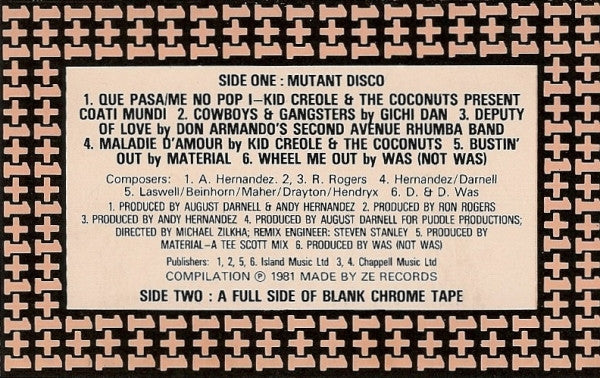 SIDE ONE : MUTANT DISCO
1. QUE PASA/ME NO POP I—KID CREOLE & THE COCONUTS PRESENT
COATI MUNDI 2. COWBOYS & GANGSTERS by GICHI DAN 3. DEPUTY
OF LOVE by DON ARMANDO'S SECOND AVENUE RHUMBA BAND
4. MALADIE D'AMOUR by KID CREOLE & THE COCONUTS 5. BUSTIN'
OUT by MATERIAL 6. WHEEL ME OUT by WAS (NOT WAS)
Composers: 1. A. Hernandez. 2, 3. R. Rogers 4. Hernandez/Darnell
5. Laswell/Beinhorn/Maher/Drayton/Hendryx 6. D. & D. Was
1. PRODUCED BY AUGUST DARNELL & ANDY HERNANDEZ 2. PRODUCED BY RON ROGERS
3. PRODUCED BY ANDY HERNANDEZ 4. PRODUCED BY AUGUST DARNELL FOR PUDDLE PRODUCTIONS;
DIRECTED BY MICHAEL ZILKHA; REMIX ENGINEER: STEVEN STANLEY 5. PRODUCED BY
MATERIAL—A TEE SCOTT MIX 6. PRODUCED BY WAS (NOT WAS)
Publishers: 1, 2, 5, 6. Island Music Ltd 3, 4. Chappell Music Ltd
COMPILATION ℗ 1981 MADE BY ZE RECORDS
SIDE TWO : A FULL SIDE OF BLANK CHROME TAPE